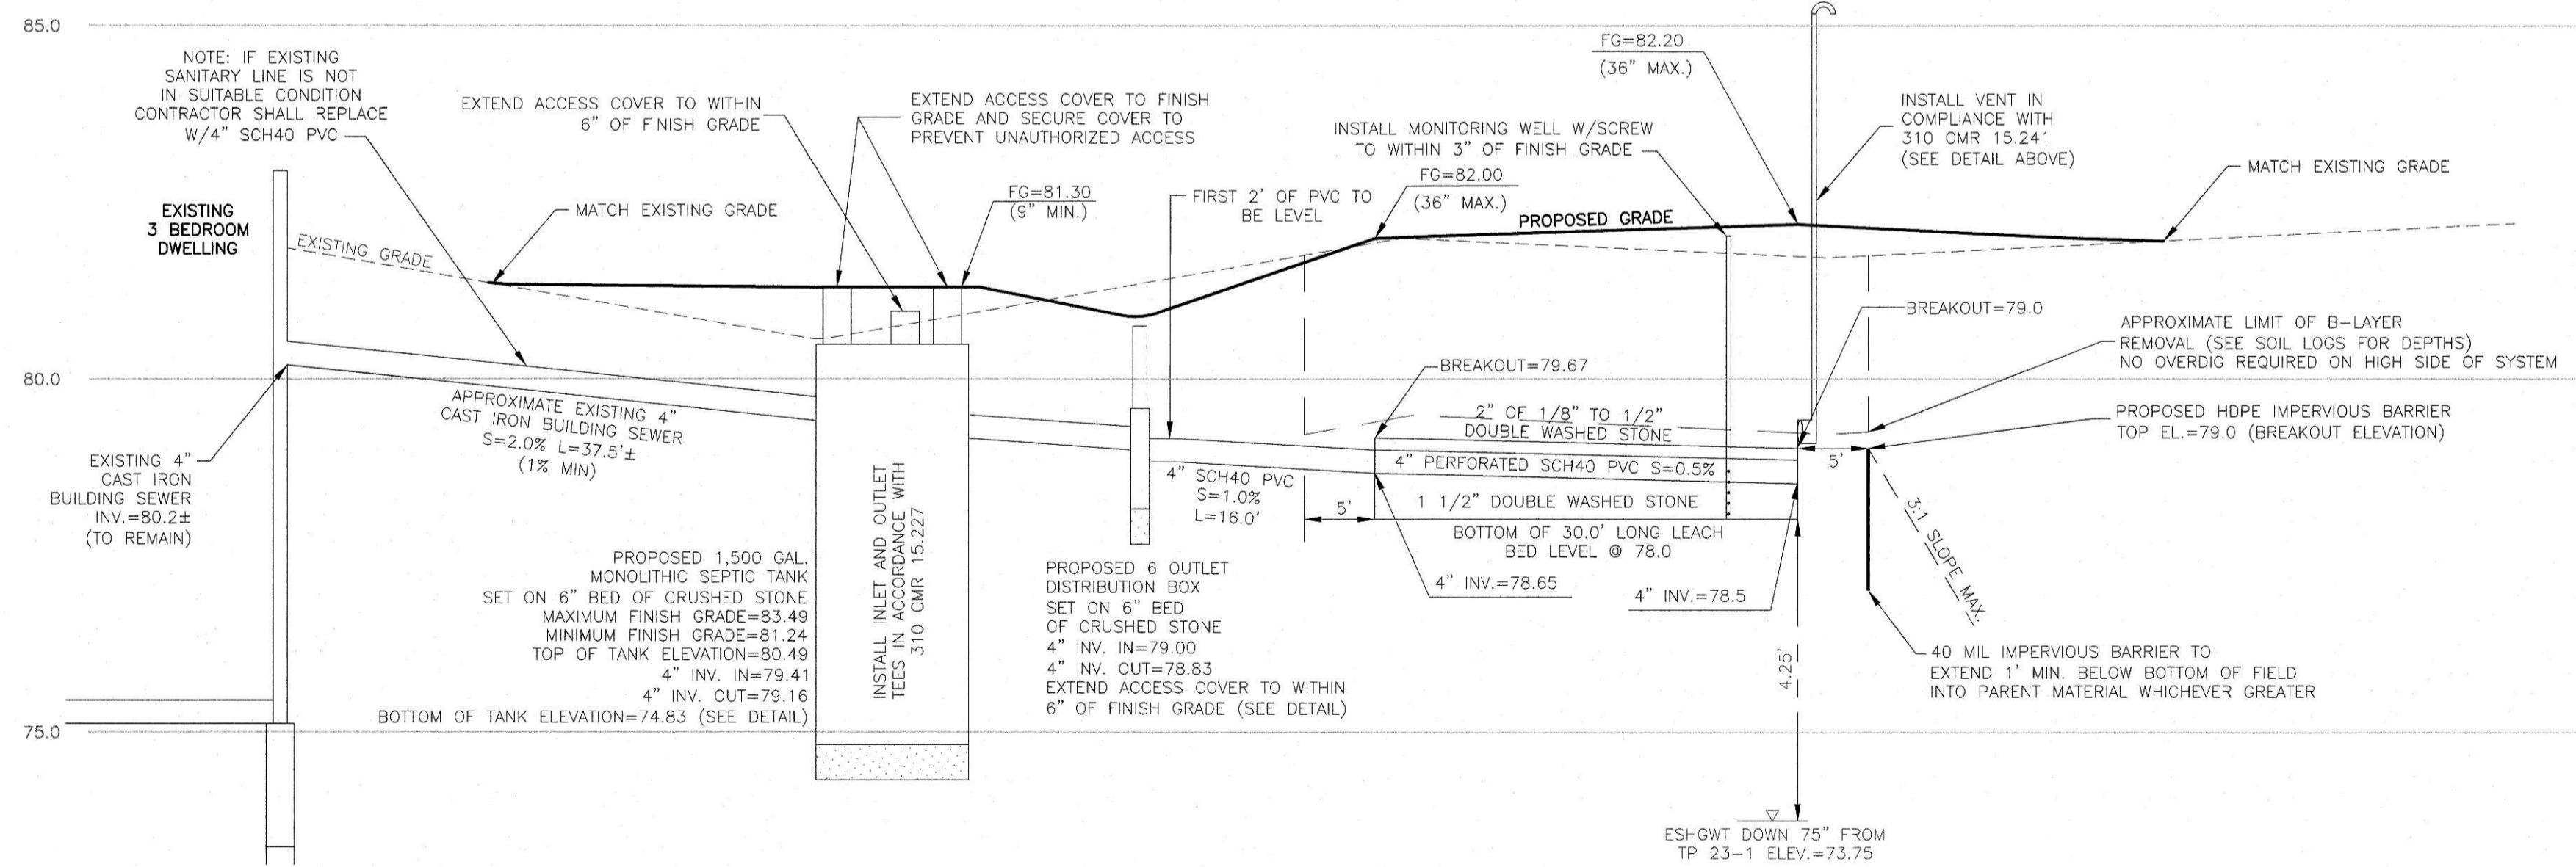 85.0
NOTE: IF EXISTING
SANITARY LINE IS NOT
IN SUITABLE CONDITION
CONTRACTOR SHALL REPLACE
W/4" SCH40 PVC
EXTEND ACCESS COVER TO WITHIN
6" OF FINISH GRADE
EXTEND ACCESS COVER TO FINISH
GRADE AND SECURE COVER TO
PREVENT UNAUTHORIZED ACCESS
FG=82.20
(36" MAX.)
INSTALL MONITORING WELL W/SCREW
TO WITHIN 3" OF FINISH GRADE
INSTALL VENT IN
COMPLIANCE WITH
310 CMR 15.241
(SEE DETAIL ABOVE)
MATCH EXISTING GRADE
EXISTING
3 BEDROOM
DWELLING
EXISTING GRADE
MATCH EXISTING GRADE
FG=81.30
(9" MIN.)
FIRST 2' OF PVC TO
BE LEVEL
FG=82.00
(36" MAX.)
PROPOSED GRADE
BREAKOUT=79.0
APPROXIMATE LIMIT OF B-LAYER
REMOVAL (SEE SOIL LOGS FOR DEPTHS)
NO OVERDIG REQUIRED ON HIGH SIDE OF SYSTEM
80.0
BREAKOUT=79.67
APPROXIMATE EXISTING 4"
CAST IRON BUILDING SEWER
S=2.0% L=37.5'±
(1% MIN)
2" OF 1/8" TO 1/2"
DOUBLE WASHED STONE
4" PERFORATED SCH40 PVC S=0.5%
1 1/2" DOUBLE WASHED STONE
BOTTOM OF 30.0' LONG LEACH
BED LEVEL @ 78.0
PROPOSED HDPE IMPERVIOUS BARRIER
TOP EL.=79.0 (BREAKOUT ELEVATION)
5'
EXISTING 4"
CAST IRON
BUILDING SEWER
INV.=80.2±
(TO REMAIN)
4" SCH40 PVC
S=1.0%
L=16.0'
5'
3:1 SLOPE MAX.
PROPOSED 1,500 GAL.
MONOLITHIC SEPTIC TANK
SET ON 6" BED OF CRUSHED STONE
MAXIMUM FINISH GRADE=83.49
MINIMUM FINISH GRADE=81.24
TOP OF TANK ELEVATION=80.49
4" INV. IN=79.41
4" INV. OUT=79.16
BOTTOM OF TANK ELEVATION=74.83 (SEE DETAIL)
INSTALL INLET AND OUTLET
TEES IN ACCORDANCE WITH
310 CMR 15.227
PROPOSED 6 OUTLET
DISTRIBUTION BOX
SET ON 6" BED
OF CRUSHED STONE
4" INV. IN=79.00
4" INV. OUT=78.83
EXTEND ACCESS COVER TO WITHIN
6" OF FINISH GRADE (SEE DETAIL)
4" INV.=78.65
4" INV.=78.5
4.25'
40 MIL IMPERVIOUS BARRIER TO
EXTEND 1' MIN. BELOW BOTTOM OF FIELD
INTO PARENT MATERIAL WHICHEVER GREATER
75.0
ESHGWT DOWN 75" FROM
TP 23-1 ELEV.=73.75